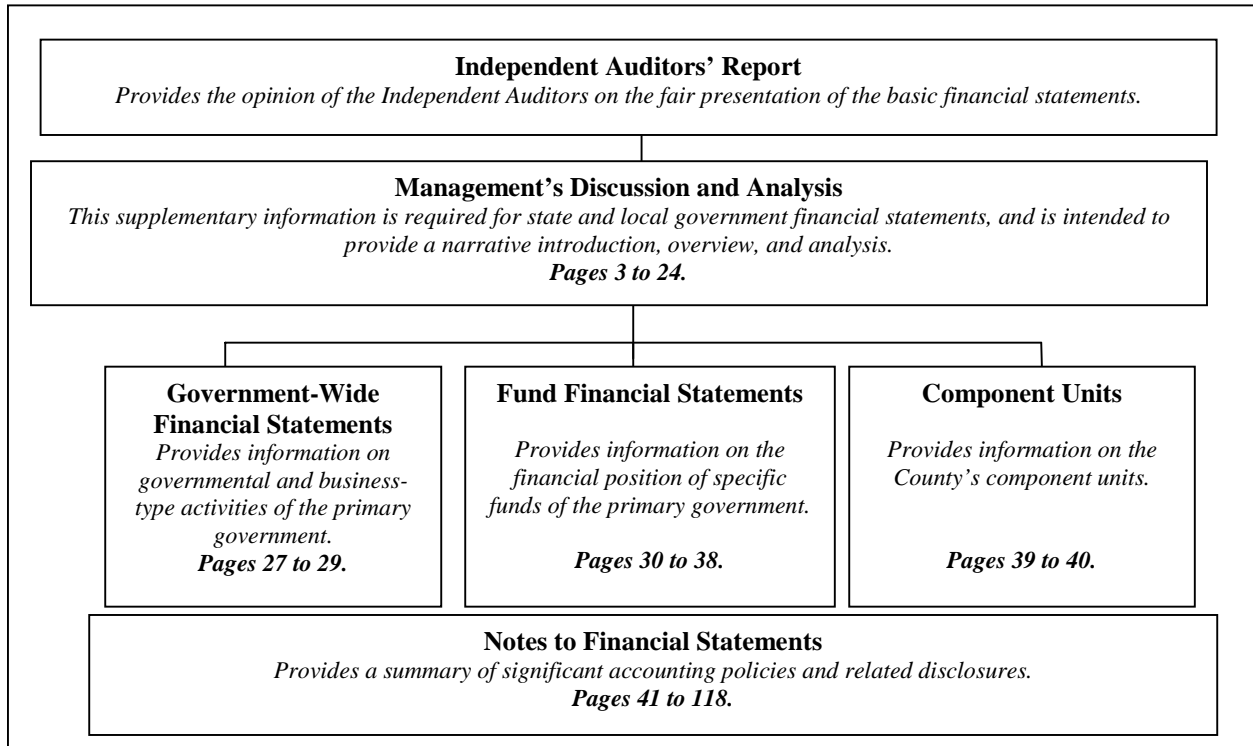 Independent Auditors’ Report
Provides the opinion of the Independent Auditors on the fair presentation of the basic financial statements.
Management’s Discussion and Analysis
This supplementary information is required for state and local government financial statements, and is intended to
provide a narrative introduction, overview, and analysis.
Pages 3 to 24.
Government-Wide
Financial Statements
Provides information on
governmental and business-
type activities of the primary
government.
Pages 27 to 29.
Fund Financial Statements
Provides information on the
financial position of specific
funds of the primary government.
Pages 30 to 38.
Component Units
Provides information on the
County’s component units.
Pages 39 to 40.
Notes to Financial Statements
Provides a summary of significant accounting policies and related disclosures.
Pages 41 to 118.